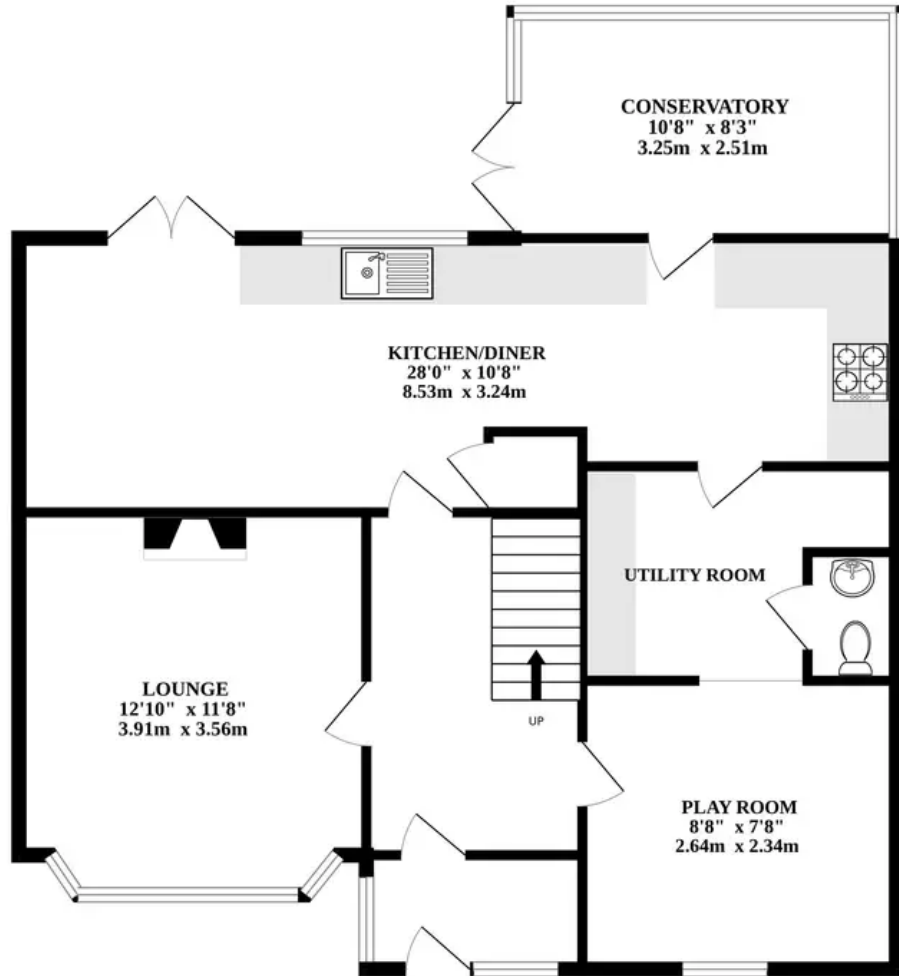 CONSERVATORY
10'8" x 8'3"
3.25m x 2.51m
KITCHEN/DINER
28'0" x 10'8"
8.53m x 3.24m
UTILITY ROOM
LOUNGE
12'10" x 11'8"
3.91m x 3.56m
UP
PLAY ROOM
8'8" x 7'8"
2.64m x 2.34m